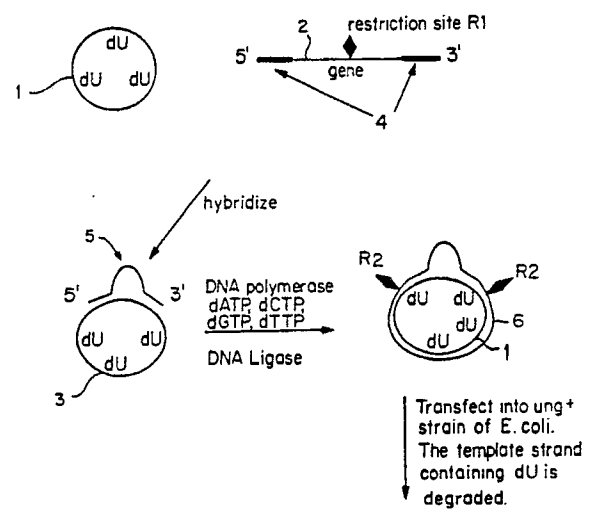 dU
dU dU
1
2
restriction site R1
5' 3'
gene
4
hybridize
5
5' 3'
dU dU
dU
3
DNA polymerase
dATP, dCTP,
dGTP, dTTP
DNA Ligase
R2 R2
dU dU
dU
dU
6
1
Transfect into ung+
strain of E. coli.
The template strand
containing dU is
degraded.